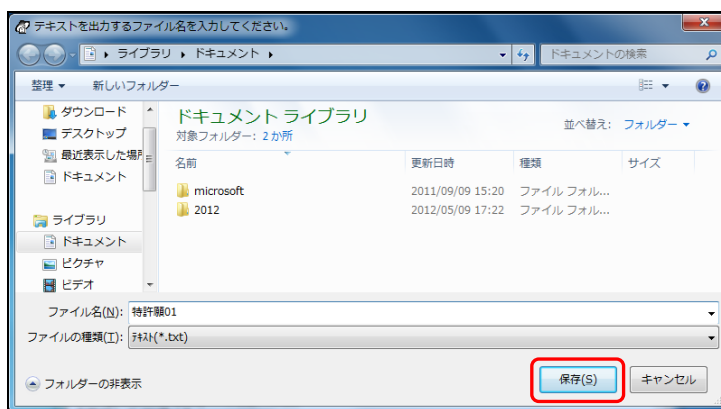 テキストを出力するファイル名を入力してください。
ライブラリ ▸ ドキュメント ▸
ドキュメントの検索
整理 ▼ 新しいフォルダー
ダウンロード
デスクトップ
最近表示した場所
ドキュメント
ライブラリ
ドキュメント
ピクチャ
ビデオ
ドキュメント ライブラリ
対象フォルダー: 2 か所
並べ替え: フォルダー ▼
名前 更新日時 種類 サイズ
microsoft 2011/09/09 15:20 ファイル フォル...
2012 2012/05/09 17:22 ファイル フォル...
ファイル名(N): 特許願01
ファイルの種類(T): テキスト(*.txt)
フォルダーの非表示
保存(S) キャンセル